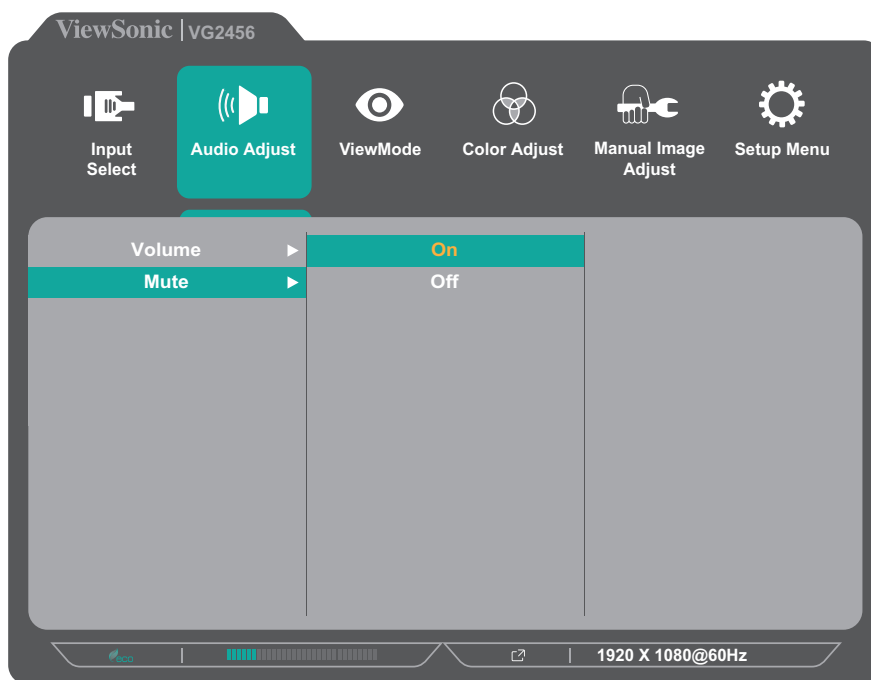 ViewSonic | VG2456
Input
Select
Audio Adjust
ViewMode
Color Adjust
Manual Image
Adjust
Setup Menu
Volume
On
Mute
Off
eco
1920 X 1080@60Hz